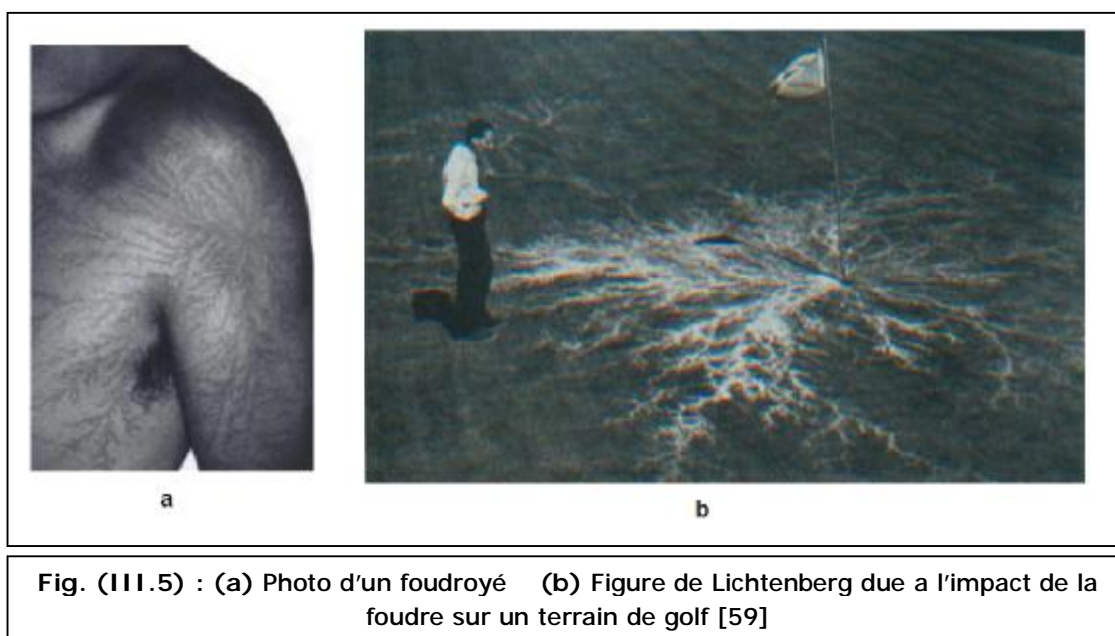 a
b
Fig. (III.5) : (a) Photo d'un foudroyé (b) Figure de Lichtenberg due a l'impact de la
foudre sur un terrain de golf [59]